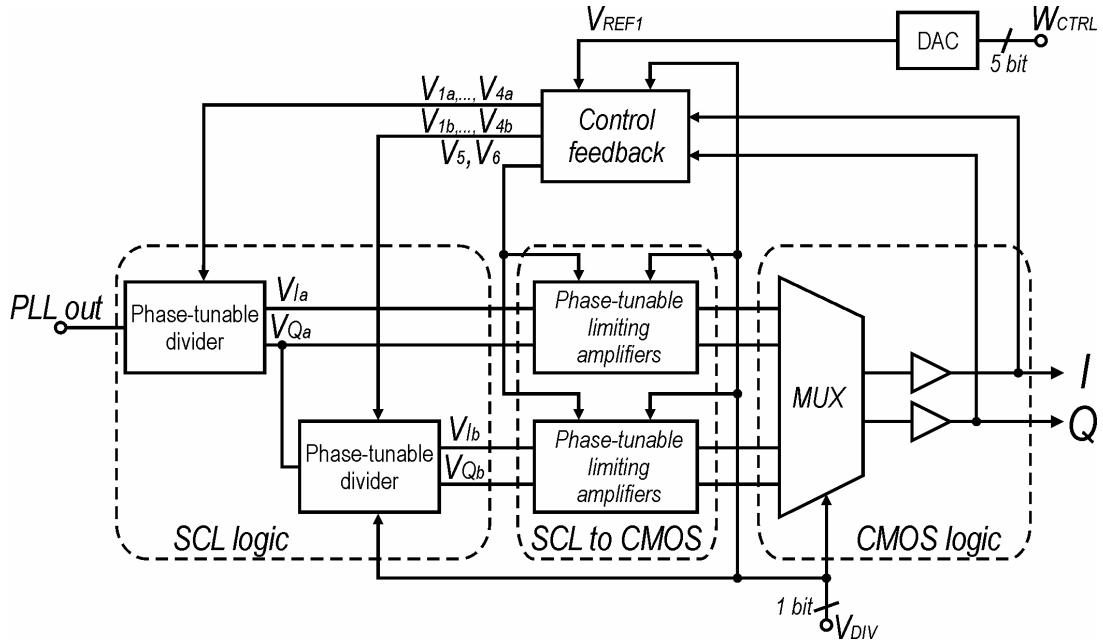 V_REF1
DAC
W_CTRL
5 bit
V_1a,..., V_4a
V_1b,..., V_4b
V_5, V_6
Control
feedback
PLL out
Phase-tunable
divider
V_Ia
V_Qa
Phase-tunable
limiting
amplifiers
MUX
I
Q
Phase-tunable
divider
V_Ib
V_Qb
Phase-tunable
limiting
amplifiers
SCL logic
SCL to CMOS
CMOS logic
1 bit
V_DIV